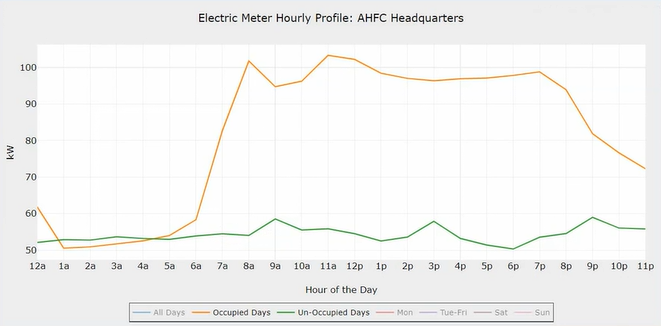 Electric Meter Hourly Profile: AHFC Headquarters
100
90
80
70
60
50
kW
12a 1a 2a 3a 4a 5a 6a 7a 8a 9a 10a 11a 12p 1p 2p 3p 4p 5p 6p 7p 8p 9p 10p 11p
Hour of the Day
All Days Occupied Days Un-Occupied Days Mon Tue-Fri Sat Sun